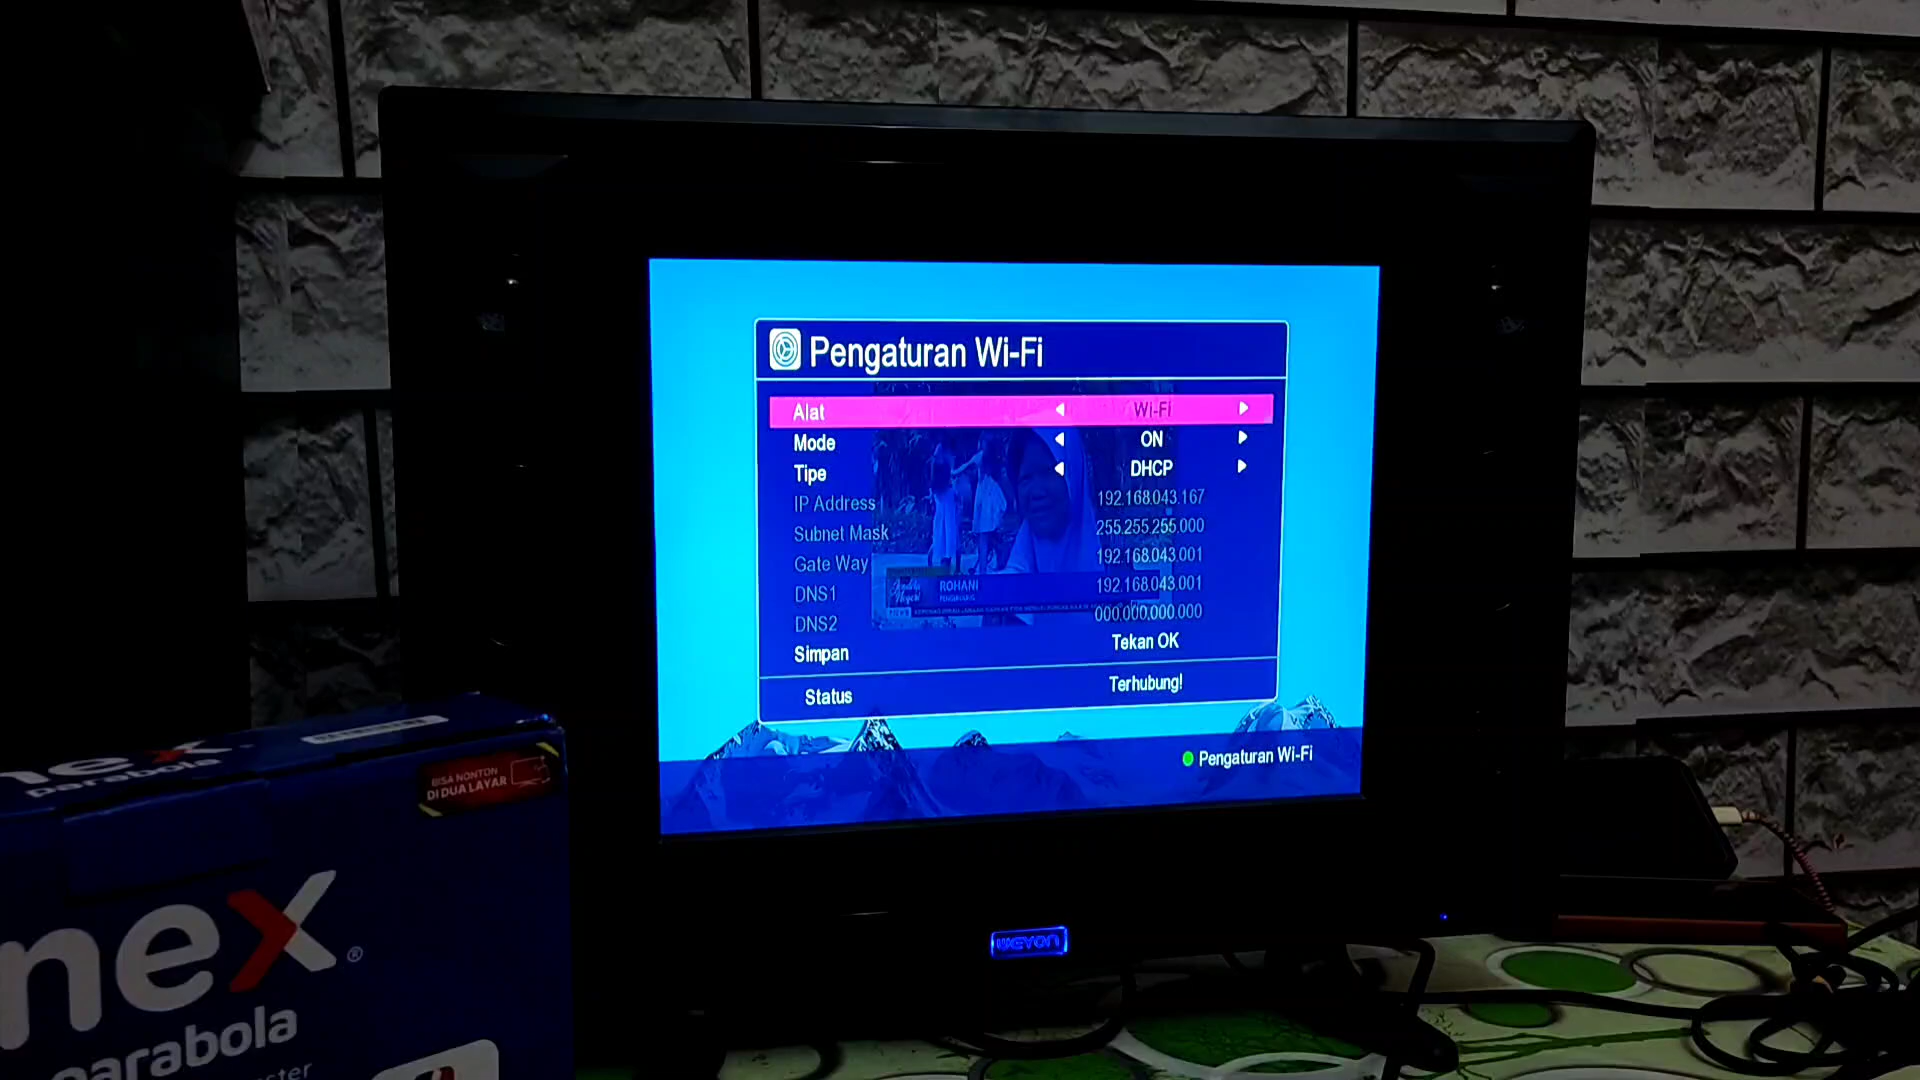 Pengaturan Wi-Fi
Alat Wi-Fi
Mode ON
Tipe DHCP
IP Address 192.168.043.167
Subnet Mask 255.255.255.000
Gate Way 192.168.043.001
DNS1 192.168.043.001
DNS2 000.000.000.000
Simpan Tekan OK
Status Terhubung!
Pengaturan Wi-Fi
ROHANI
WEYON
nex
parabola
BISA NONTON
DI DUA LAYAR
nex®
parabola